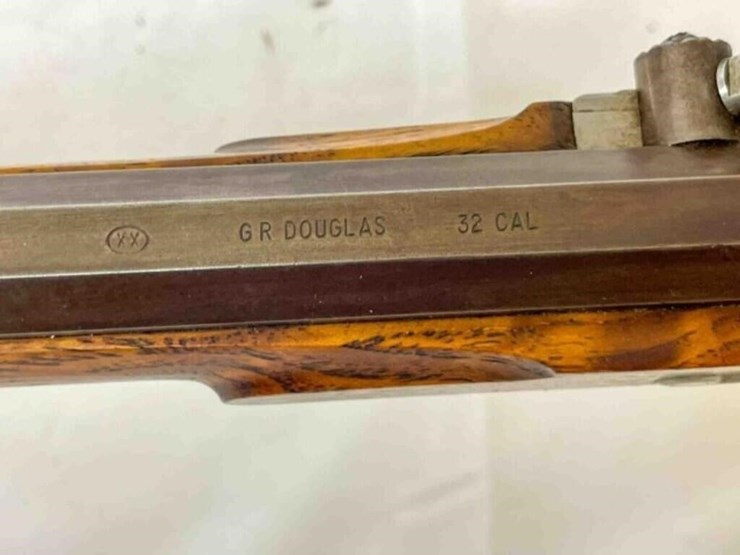 XX G R DOUGLAS 32 CAL